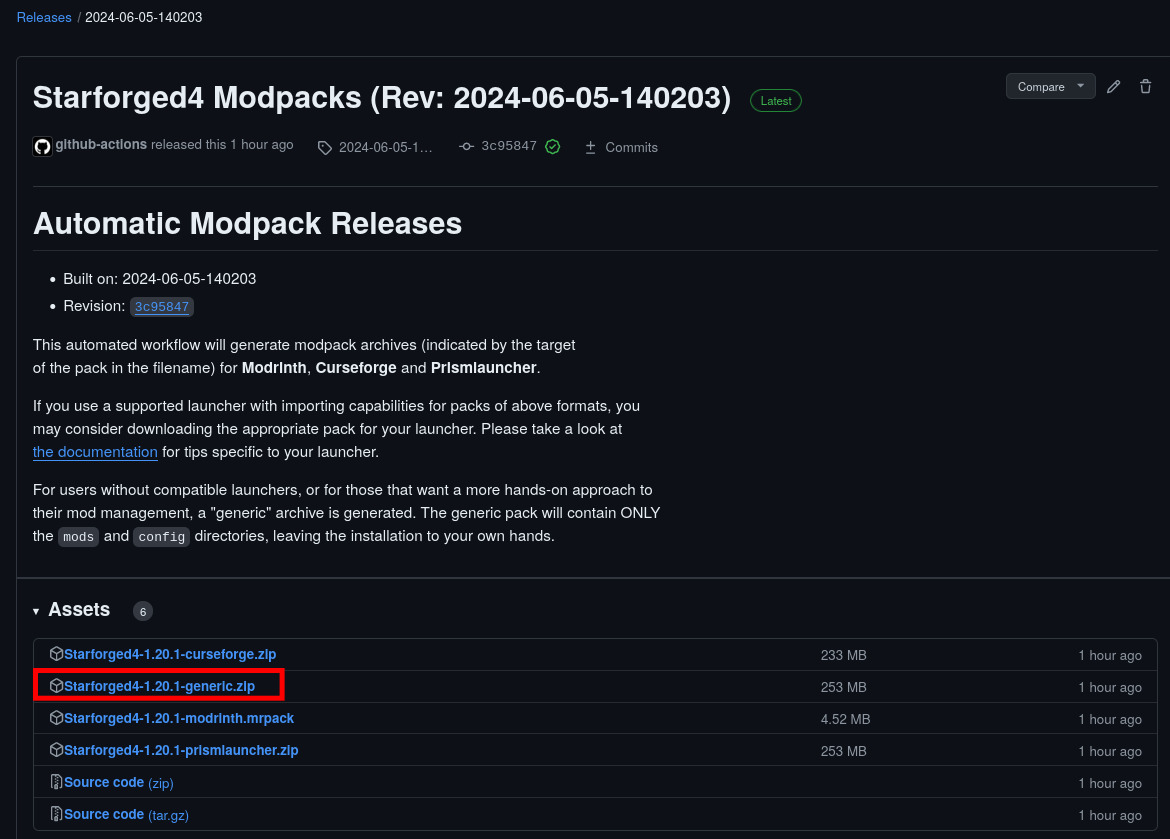 Releases / 2024-06-05-140203
Starforged4 Modpacks (Rev: 2024-06-05-140203) Latest
Compare
github-actions released this 1 hour ago 2024-06-05-1… 3c95847 Commits
Automatic Modpack Releases
• Built on: 2024-06-05-140203
• Revision: 3c95847
This automated workflow will generate modpack archives (indicated by the target
of the pack in the filename) for Modrinth, Curseforge and Prismlauncher.
If you use a supported launcher with importing capabilities for packs of above formats, you
may consider downloading the appropriate pack for your launcher. Please take a look at
the documentation for tips specific to your launcher.
For users without compatible launchers, or for those that want a more hands-on approach to
their mod management, a "generic" archive is generated. The generic pack will contain ONLY
the mods and config directories, leaving the installation to your own hands.
Assets 6
Starforged4-1.20.1-curseforge.zip 233 MB 1 hour ago
Starforged4-1.20.1-generic.zip 253 MB 1 hour ago
Starforged4-1.20.1-modrinth.mrpack 4.52 MB 1 hour ago
Starforged4-1.20.1-prismlauncher.zip 253 MB 1 hour ago
Source code (zip) 1 hour ago
Source code (tar.gz) 1 hour ago